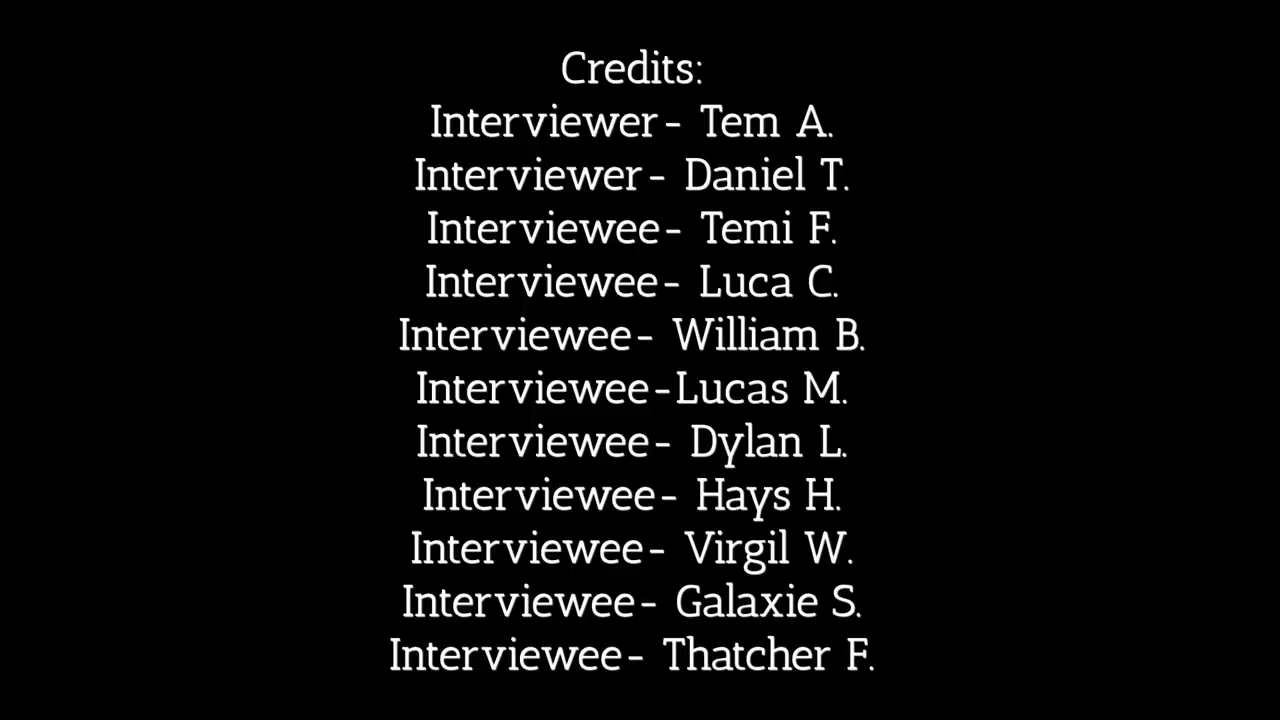 Credits:
Interviewer- Tem A.
Interviewer- Daniel T.
Interviewee- Temi F.
Interviewee- Luca C.
Interviewee- William B.
Interviewee-Lucas M.
Interviewee- Dylan L.
Interviewee- Hays H.
Interviewee- Virgil W.
Interviewee- Galaxie S.
Interviewee- Thatcher F.